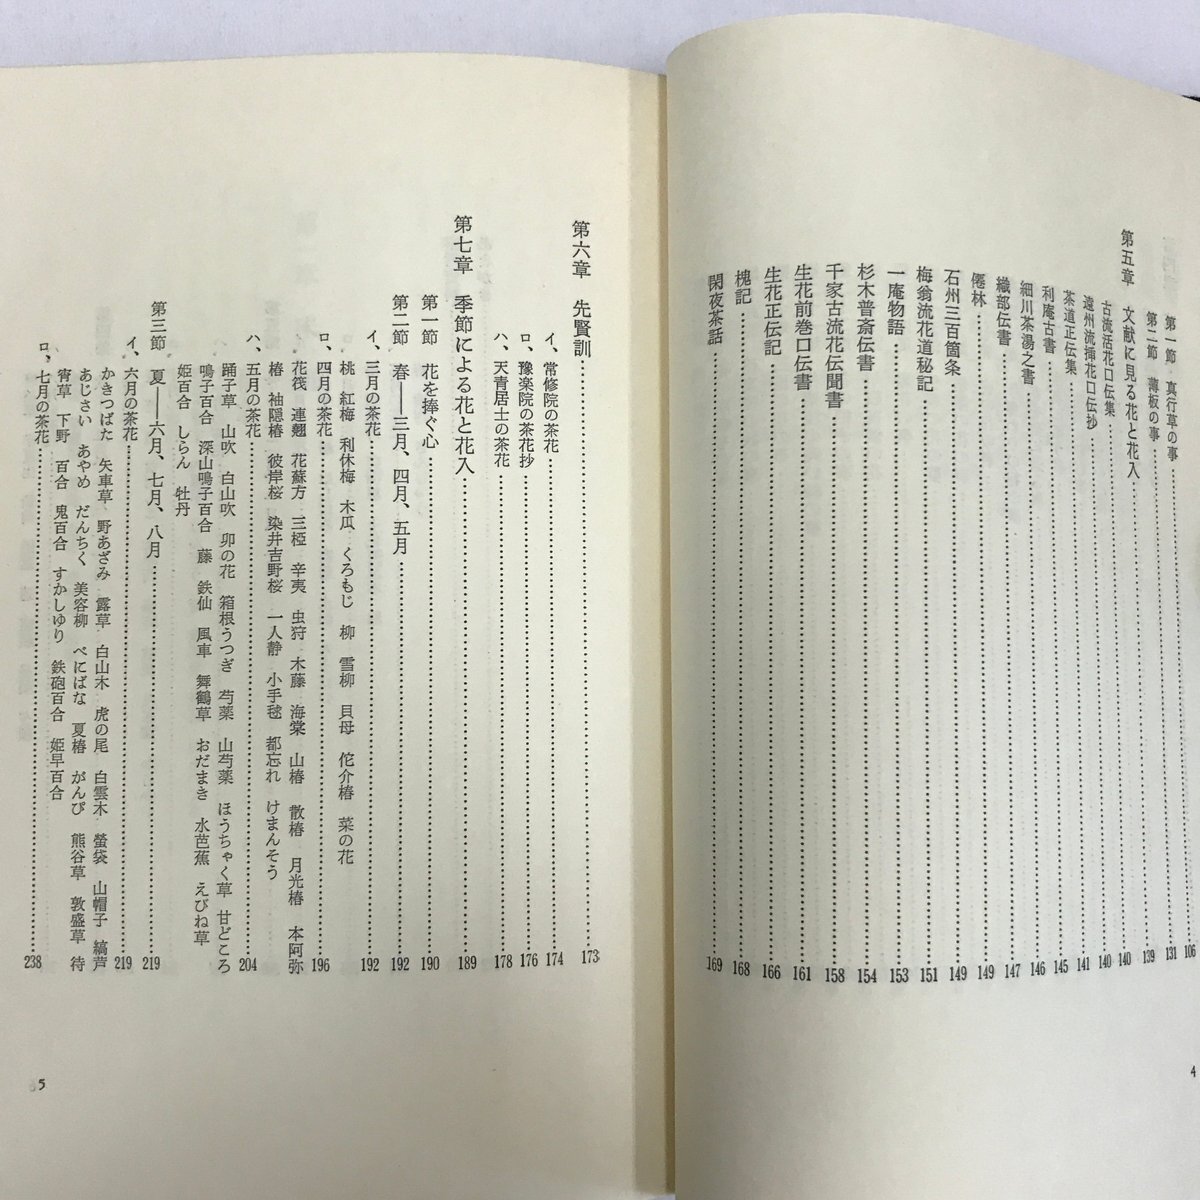 第一節　真行草の事……106
第二節　薄板の事……131
第五章　文献に見る花と花入……139
古流活花口伝集……140
遠州流挿花口伝抄……140
茶道正伝集……141
利庵古書……145
細川茶湯之書……146
織部伝書……147
僊林……149
石州三百箇条……149
梅翁流花道秘記……151
一庵物語……153
杉木普斎伝書……154
千家古流花伝聞書……158
生花前巻口伝書……161
生花正伝記……166
槐記……168
閑夜茶話……169
4
第六章　先賢訓……173
イ、常修院の茶花……174
ロ、豫楽院の茶花抄……176
ハ、天青居士の茶花……178
第七章　季節による花と花入……189
第一節　花を捧ぐ心……190
第二節　春――三月、四月、五月……192
イ、三月の茶花……192
桃　紅梅　利休梅　木瓜　くろもじ　柳　雪柳　貝母　佗介椿　菜の花
ロ、四月の茶花……196
花筏　連翹　花蘇方　三椏　辛夷　虫狩　木藤　海棠　山椿　散椿　月光椿　本阿弥
椿　袖隠椿　彼岸桜　染井吉野桜　一人静　小手毬　都忘れ　けまんそう
ハ、五月の茶花……204
踊子草　山吹　白山吹　卯の花　箱根うつぎ　芍薬　山芍薬　ほうちゃく草　甘どころ
鳴子百合　深山鳴子百合　藤　鉄仙　風車　舞鶴草　おだまき　水芭蕉　えびね草
姫百合　しらん　牡丹
第三節　夏――六月、七月、八月……219
イ、六月の茶花……219
かきつばた　矢車草　野あざみ　露草　白山木　虎の尾　白雲木　螢袋　山帽子　縞芦
あじさい　あやめ　だんちく　美容柳　べにばな　夏椿　がんぴ　熊谷草　敦盛草　待
宵草　下野　百合　鬼百合　すかしゆり　鉄砲百合　姫早百合
ロ、七月の茶花……238
5